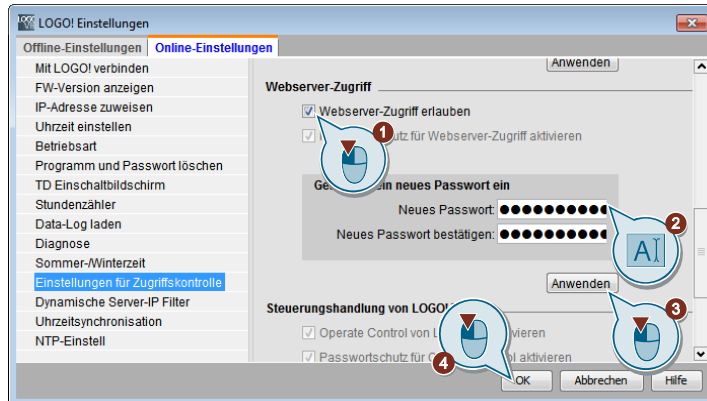 LOGO! Einstellungen
Offline-Einstellungen Online-Einstellungen
Mit LOGO! verbinden
FW-Version anzeigen
IP-Adresse zuweisen
Uhrzeit einstellen
Betriebsart
Programm und Passwort löschen
TD Einschaltbildschirm
Stundenzähler
Data-Log laden
Diagnose
Sommer-/Winterzeit
Einstellungen für Zugriffskontrolle
Dynamische Server-IP Filter
Uhrzeitsynchronisation
NTP-Einstell
Anwenden
Webserver-Zugriff
Webserver-Zugriff erlauben
1
für Webserver-Zugriff aktivieren
ein neues Passwort ein
Neues Passwort:
2
Neues Passwort bestätigen:
AI
Anwenden
3
Steuerungshandlung von LOGO!
Operate Control von
4
Passwortschutz für aktivieren
OK Abbrechen Hilfe